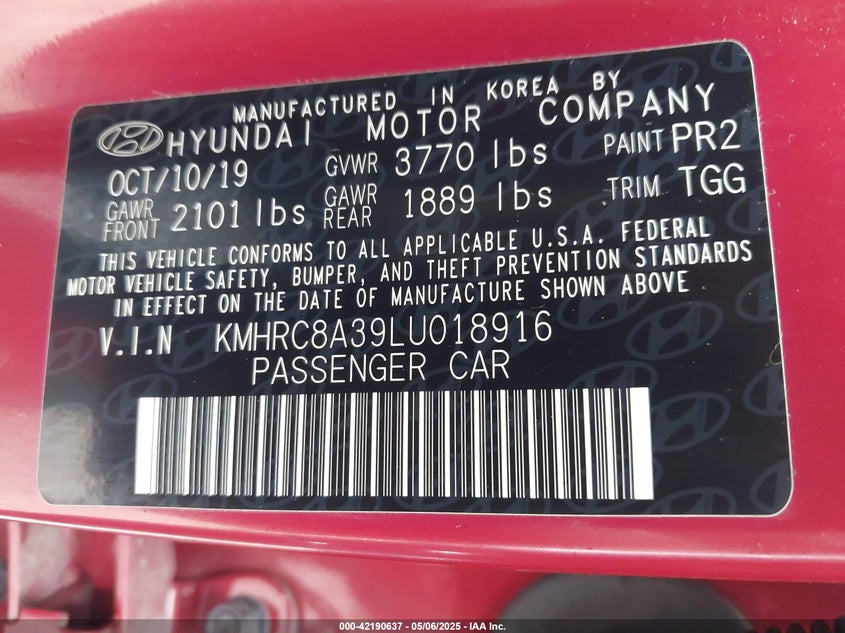 MANUFACTURED IN KOREA BY
HYUNDAI MOTOR COMPANY
OCT/10/19 GVWR 3770 lbs PAINT PR2
GAWR FRONT 2101 lbs GAWR REAR 1889 lbs TRIM TGG
THIS VEHICLE CONFORMS TO ALL APPLICABLE U.S.A. FEDERAL
MOTOR VEHICLE SAFETY, BUMPER, AND THEFT PREVENTION STANDARDS
IN EFFECT ON THE DATE OF MANUFACTURE SHOWN ABOVE
V.I.N KMHRC8A39LU018916
PASSENGER CAR
000-42190637 - 05/06/2025 - IAA Inc.